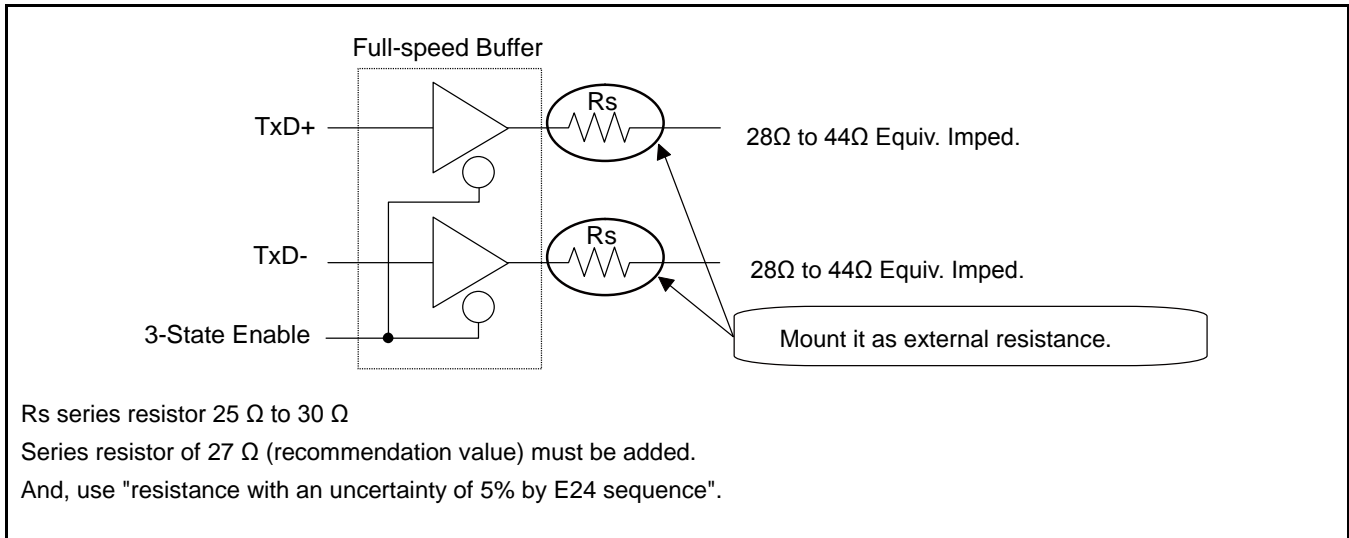 Full-speed Buffer
TxD+
Rs
28Ω to 44Ω Equiv. Imped.
TxD-
Rs
28Ω to 44Ω Equiv. Imped.
3-State Enable
Mount it as external resistance.
Rs series resistor 25 Ω to 30 Ω
Series resistor of 27 Ω (recommendation value) must be added.
And, use "resistance with an uncertainty of 5% by E24 sequence".